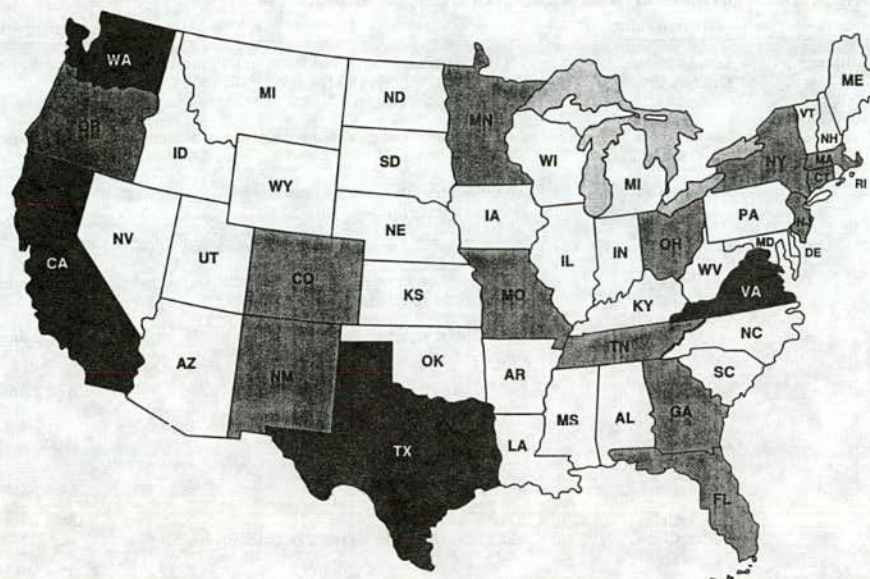 WA
ME
MI
ND
MN
VT
OR
NH
ID
WI
NY
MA
SD
MI
CT
WY
RI
IA
PA
NE
NJ
NV
OH
IL
IN
MD
DE
UT
CA
CO
WV
VA
KS
MO
KY
NC
TN
AZ
OK
NM
AR
SC
MS
AL
GA
TX
LA
FL